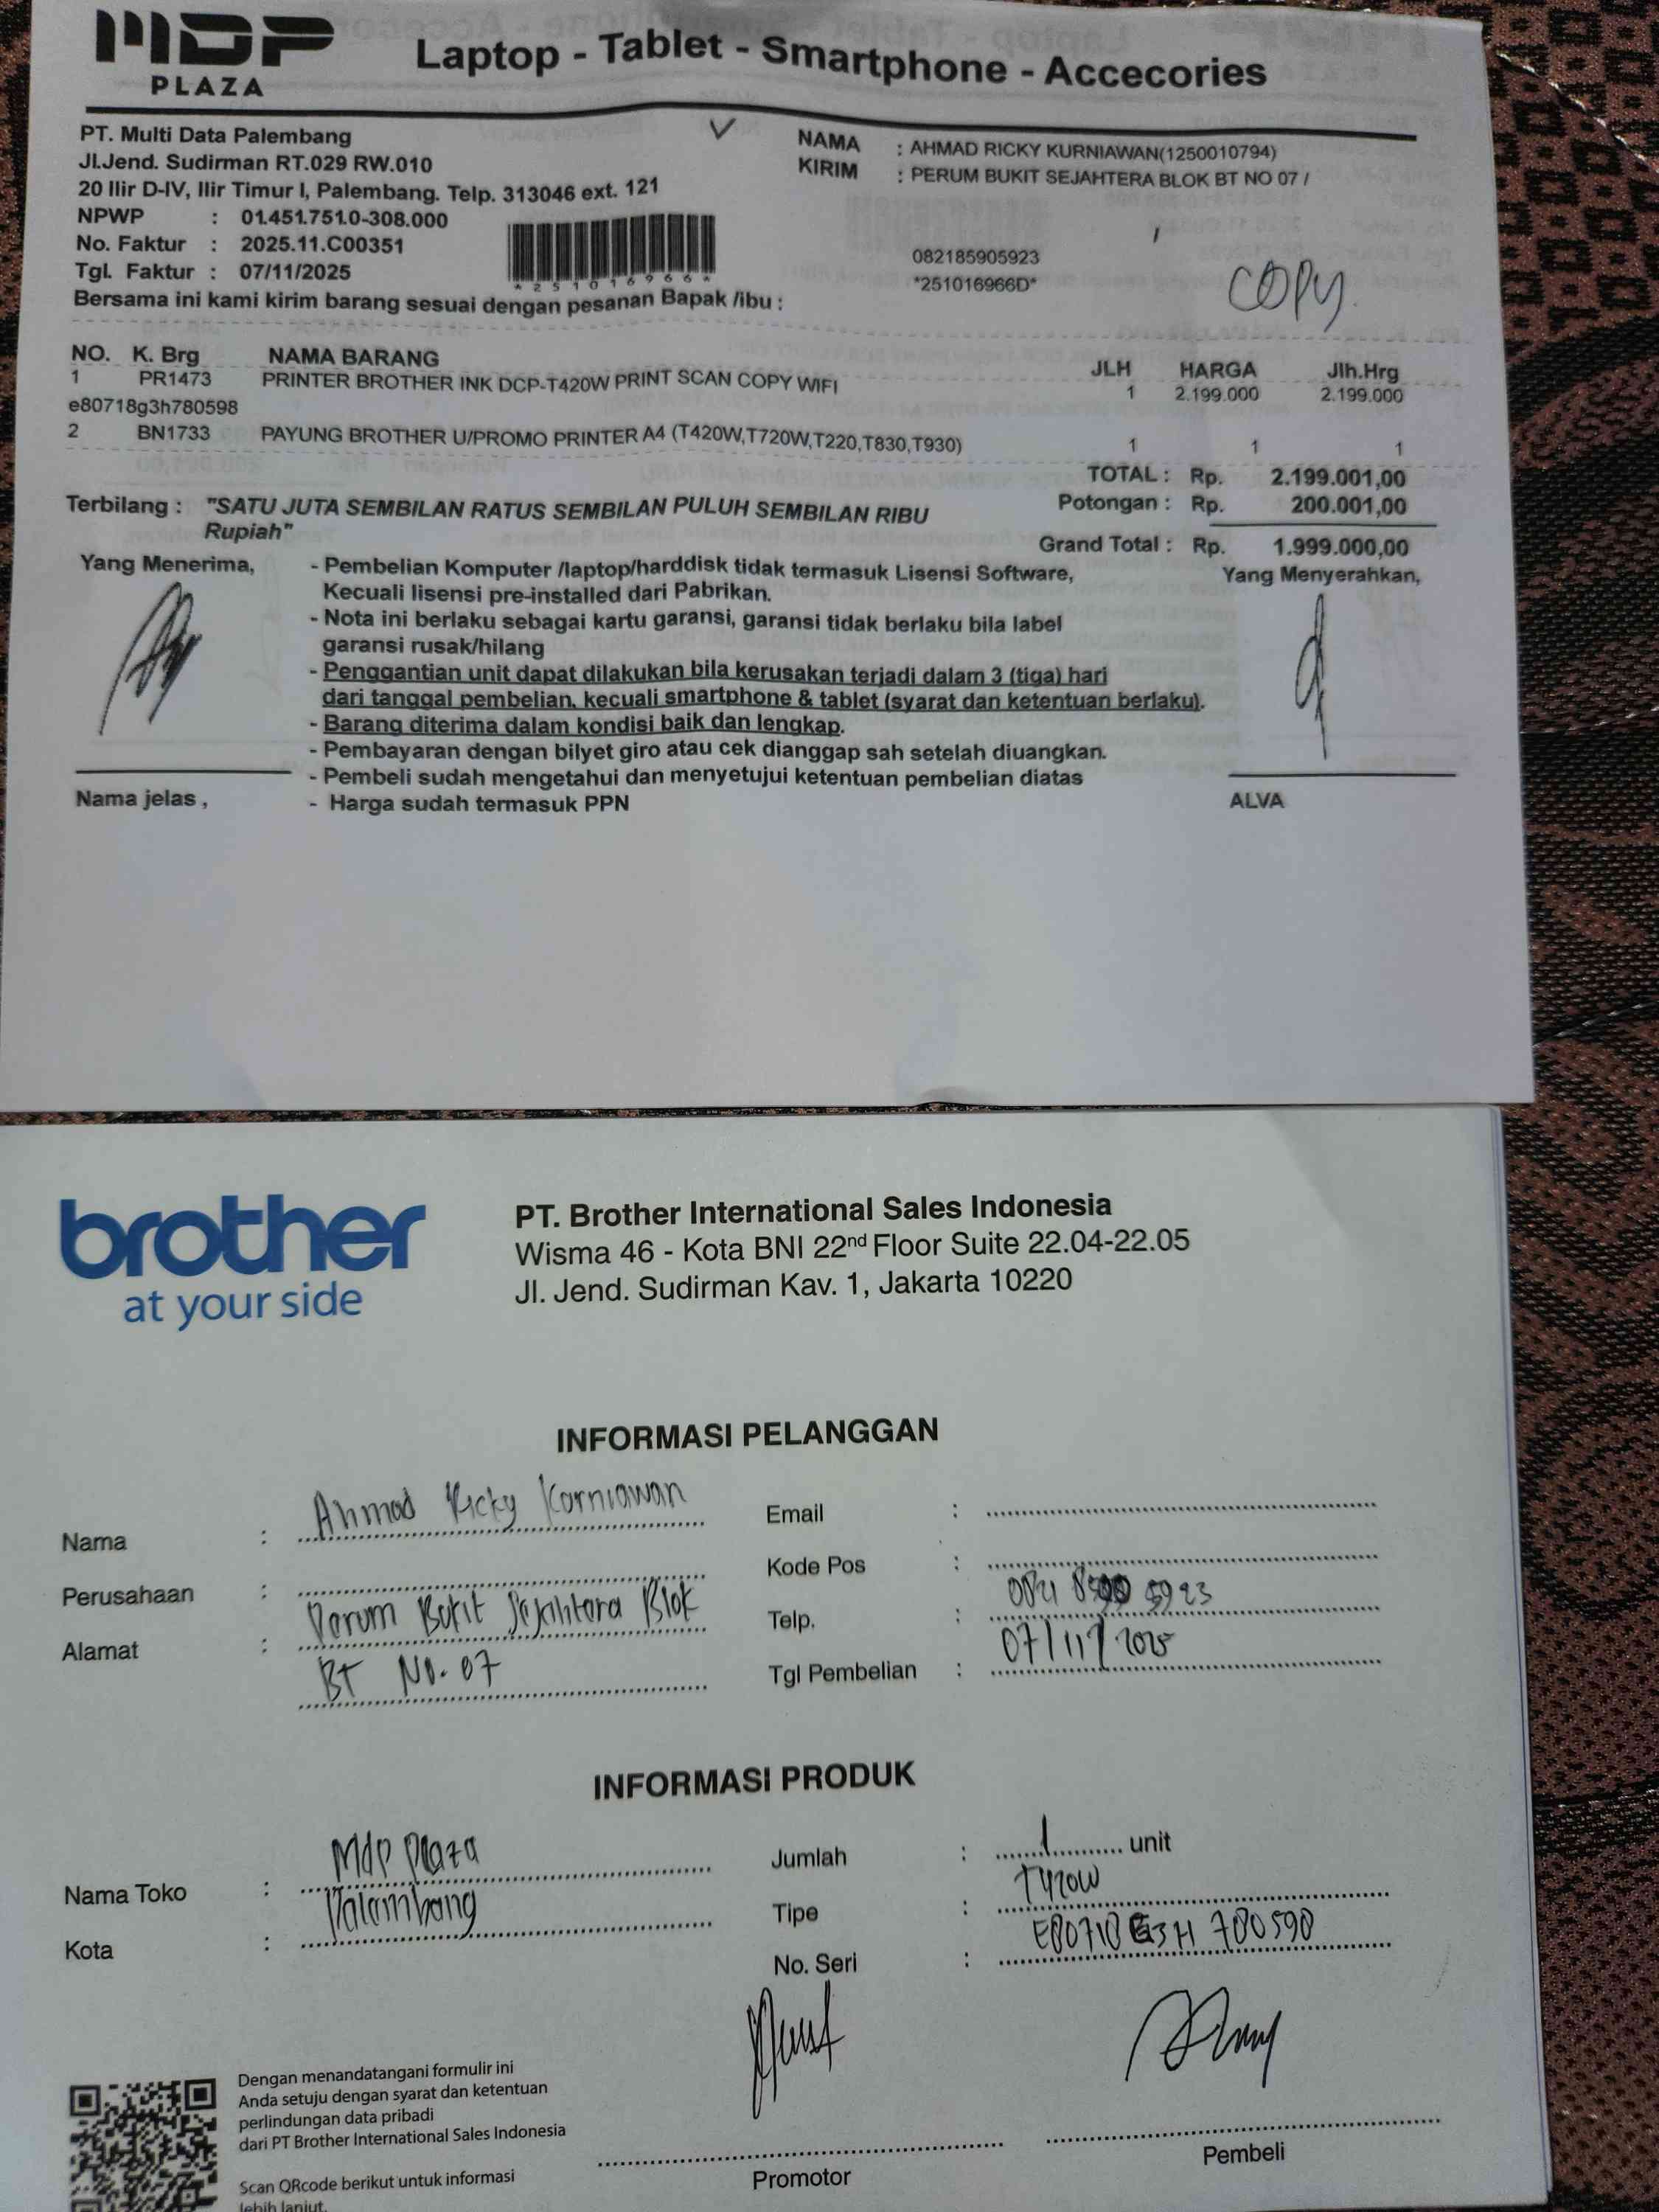 MDP
PLAZA
Laptop - Tablet - Smartphone - Accecories
PT. Multi Data Palembang
Jl.Jend. Sudirman RT.029 RW.010
20 Ilir D-IV, Ilir Timur I, Palembang. Telp. 313046 ext. 121
NPWP : 01.451.751.0-308.000
No. Faktur : 2025.11.C00351
Tgl. Faktur : 07/11/2025
*251016966*
NAMA : AHMAD RICKY KURNIAWAN(1250010794)
KIRIM : PERUM BUKIT SEJAHTERA BLOK BT NO 07 /
082185905923
*251016966D*
COPY
Bersama ini kami kirim barang sesuai dengan pesanan Bapak /ibu :
NO. K. Brg NAMA BARANG JLH HARGA Jlh.Hrg
1 PR1473 PRINTER BROTHER INK DCP-T420W PRINT SCAN COPY WIFI 1 2.199.000 2.199.000
e80718g3h780598
2 BN1733 PAYUNG BROTHER U/PROMO PRINTER A4 (T420W,T720W,T220,T830,T930) 1 1 1
TOTAL : Rp. 2.199.001,00
Potongan : Rp. 200.001,00
Grand Total : Rp. 1.999.000,00
Terbilang : "SATU JUTA SEMBILAN RATUS SEMBILAN PULUH SEMBILAN RIBU
Rupiah"
Yang Menerima,
- Pembelian Komputer /laptop/harddisk tidak termasuk Lisensi Software,
Kecuali lisensi pre-installed dari Pabrikan.
- Nota ini berlaku sebagai kartu garansi, garansi tidak berlaku bila label
garansi rusak/hilang
- Penggantian unit dapat dilakukan bila kerusakan terjadi dalam 3 (tiga) hari
dari tanggal pembelian, kecuali smartphone & tablet (syarat dan ketentuan berlaku).
- Barang diterima dalam kondisi baik dan lengkap.
- Pembayaran dengan bilyet giro atau cek dianggap sah setelah diuangkan.
- Pembeli sudah mengetahui dan menyetujui ketentuan pembelian diatas
- Harga sudah termasuk PPN
Nama jelas ,
Yang Menyerahkan,
ALVA
brother
at your side
PT. Brother International Sales Indonesia
Wisma 46 - Kota BNI 22nd Floor Suite 22.04-22.05
Jl. Jend. Sudirman Kav. 1, Jakarta 10220
INFORMASI PELANGGAN
Nama : Ahmad Ricky Kurniawan
Perusahaan :
Alamat : Perum Bukit Sejahtera Blok
BT No. 07
Email :
Kode Pos :
Telp. : 0821 8590 5923
Tgl Pembelian : 07/11/2025
INFORMASI PRODUK
Nama Toko : Mdp Plaza
Kota : Palembang
Jumlah : 1 unit
Tipe : T420W
No. Seri : E80718G3H780598
Dengan menandatangani formulir ini
Anda setuju dengan syarat dan ketentuan
perlindungan data pribadi
dari PT Brother International Sales Indonesia
Scan QRcode berikut untuk informasi
lebih lanjut.
Promotor
Pembeli